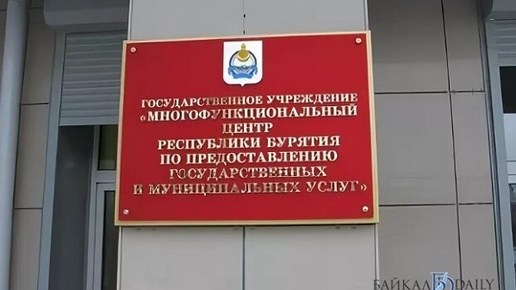 ГОСУДАРСТВЕННОЕ УЧРЕЖДЕНИЕ
«МНОГОФУНКЦИОНАЛЬНЫЙ
ЦЕНТР
РЕСПУБЛИКИ БУРЯТИЯ
ПО ПРЕДОСТАВЛЕНИЮ
ГОСУДАРСТВЕННЫХ
И МУНИЦИПАЛЬНЫХ УСЛУГ»
БАЙКАЛ DAILY